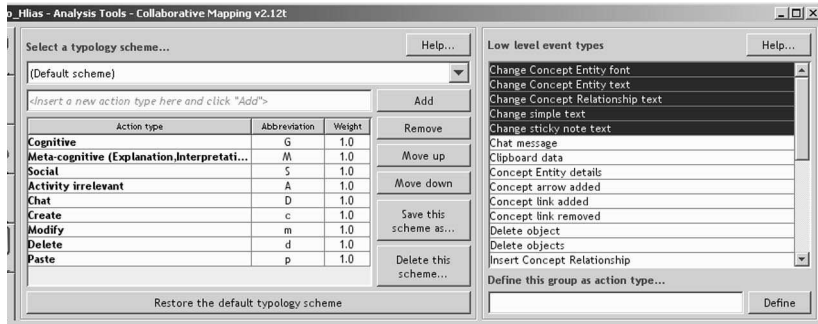 o_Hlias - Analysis Tools - Collaborative Mapping v2.12t
Select a typology scheme...
Help...
(Default scheme)
<Insert a new action type here and click "Add">
Add
Action type Abbreviation Weight
Cognitive G 1.0
Meta-cognitive (Explanation,Interpretati... M 1.0
Social S 1.0
Activity irrelevant A 1.0
Chat D 1.0
Create c 1.0
Modify m 1.0
Delete d 1.0
Paste p 1.0
Remove
Move up
Move down
Save this
scheme as...
Delete this
scheme...
Restore the default typology scheme
Low level event types
Help...
Change Concept Entity font
Change Concept Entity text
Change Concept Relationship text
Change simple text
Change sticky note text
Chat message
Clipboard data
Concept Entity details
Concept arrow added
Concept link added
Concept link removed
Delete object
Delete objects
Insert Concept Relationship
Define this group as action type...
Define